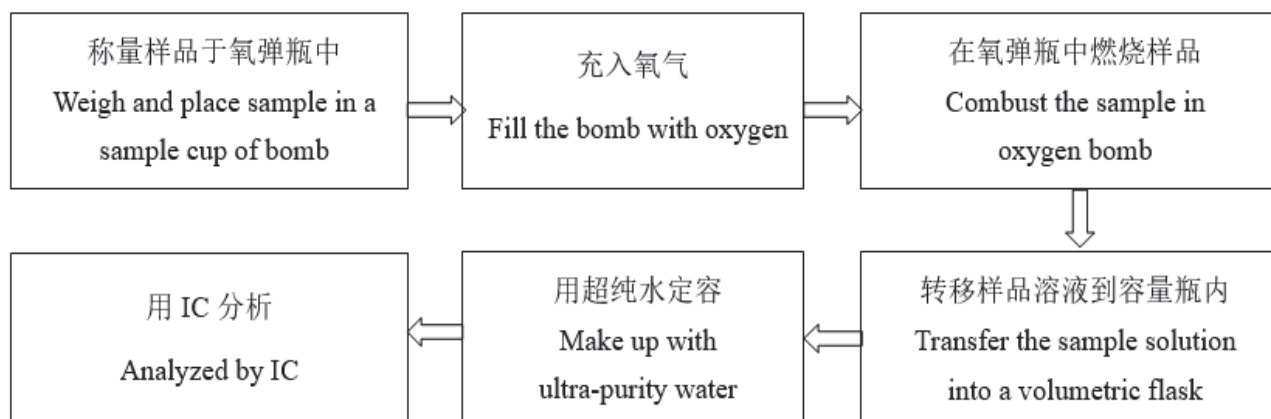 称量样品于氧弹瓶中
Weigh and place sample in a
sample cup of bomb
充入氧气
Fill the bomb with oxygen
在氧弹瓶中燃烧样品
Combust the sample in
oxygen bomb
转移样品溶液到容量瓶内
Transfer the sample solution
into a volumetric flask
用超纯水定容
Make up with
ultra-purity water
用 IC 分析
Analyzed by IC